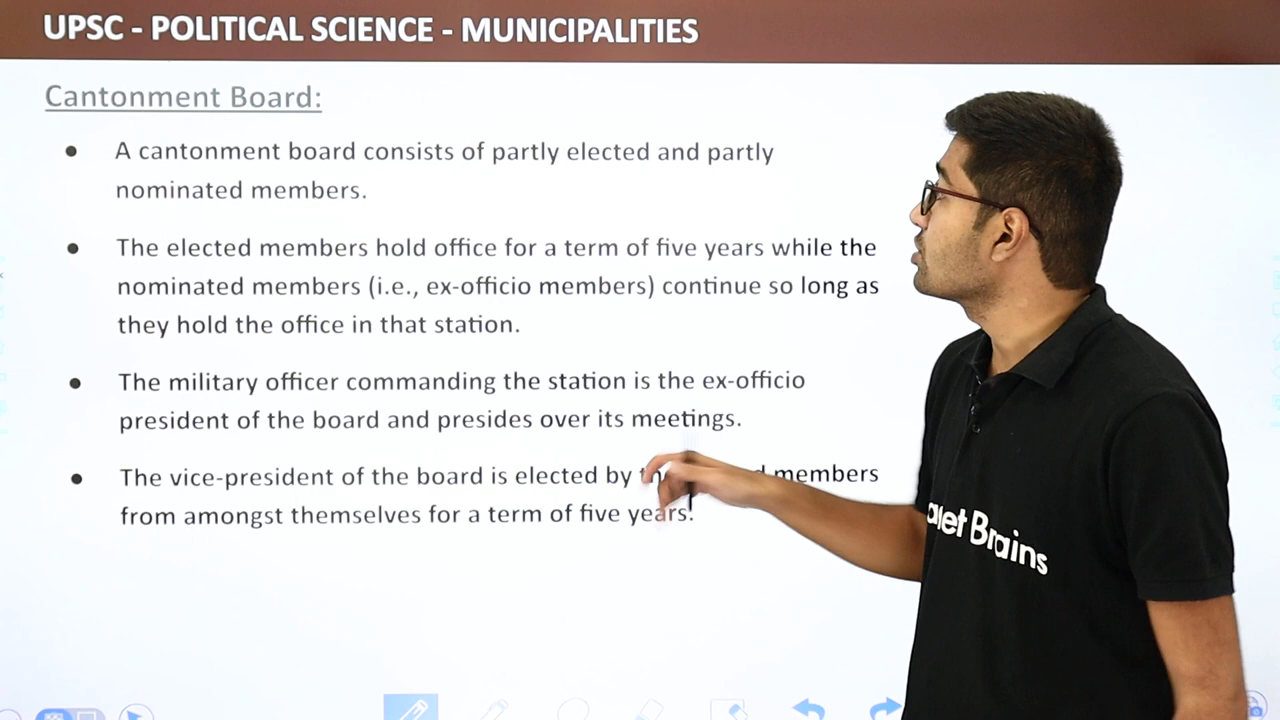 UPSC - POLITICAL SCIENCE - MUNICIPALITIES
Cantonment Board:
● A cantonment board consists of partly elected and partly
nominated members.
● The elected members hold office for a term of five years while the
nominated members (i.e., ex-officio members) continue so long as
they hold the office in that station.
● The military officer commanding the station is the ex-officio
president of the board and presides over its meetings.
● The vice-president of the board is elected by members
from amongst themselves for a term of five years.
Brains